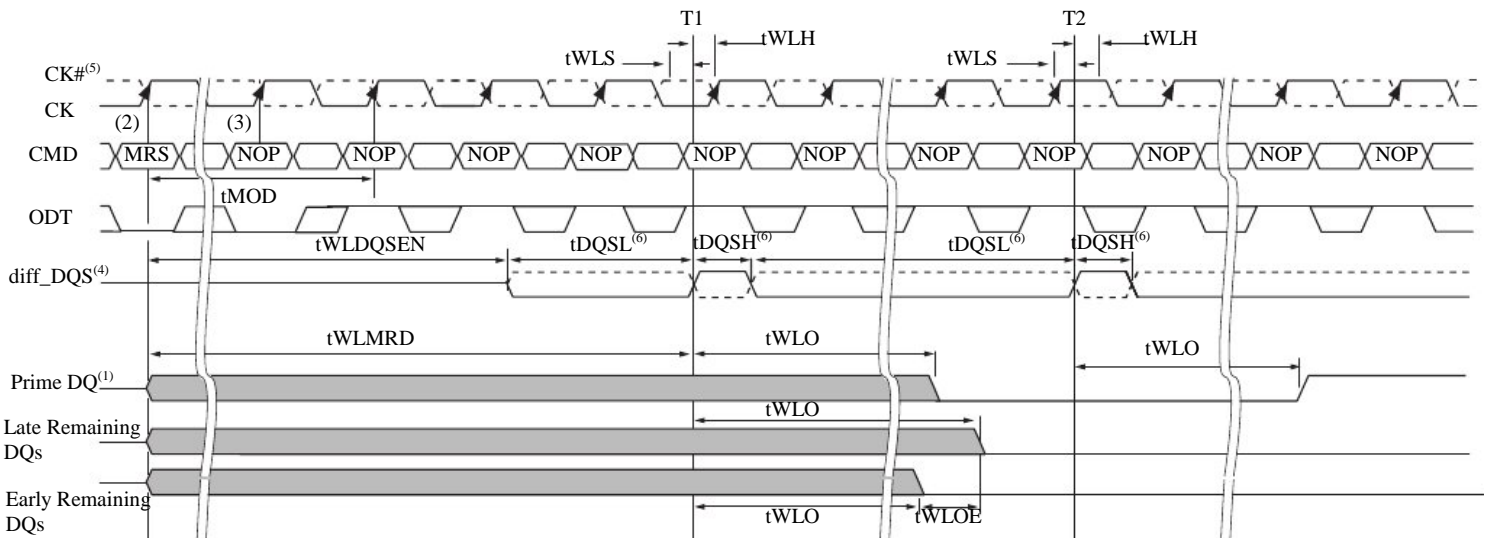 T1 T2
tWLH tWLH
tWLS tWLS
CK#(5)
CK
(2) (3)
CMD MRS NOP NOP NOP NOP NOP NOP NOP NOP NOP NOP NOP
tMOD
ODT
tWLDQSEN tDQSL(6) tDQSH(6) tDQSL(6) tDQSH(6)
diff_DQS(4)
tWLMRD tWLO tWLO
Prime DQ(1)
tWLO
Late Remaining
DQs
Early Remaining
DQs
tWLO tWLOE